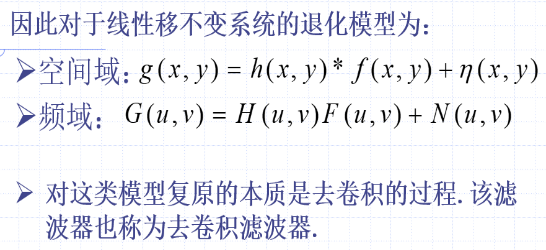 因此对于线性移不变系统的退化模型为:
➢空间域: g(x, y) = h(x, y)* f(x, y) + η(x, y)
➢频域: G(u,v) = H(u,v)F(u,v) + N(u,v)
➢ 对这类模型复原的本质是去卷积的过程. 该滤
波器也称为去卷积滤波器.